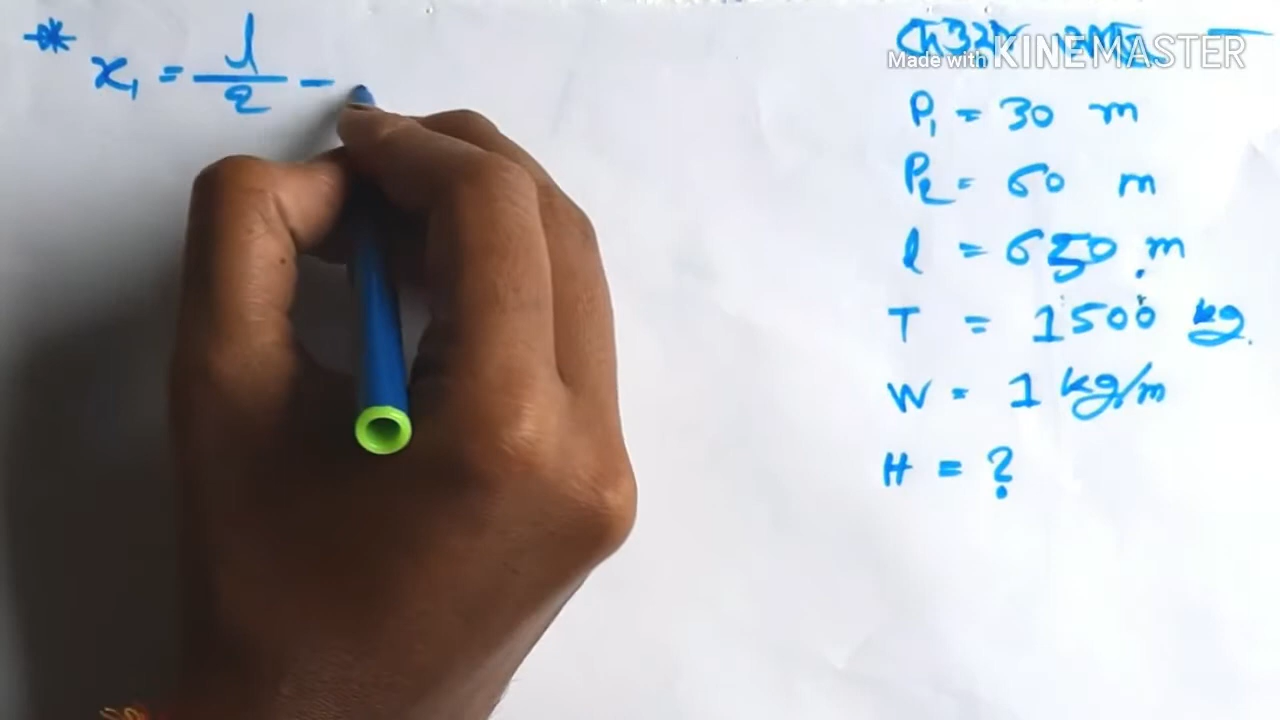 * x₁ = l/2 -
Made with KINEMASTER
P₁ = 30 m
P₂ = 60 m
l = 650 m
T = 1500 kg.
W = 1 kg/m
H = ?